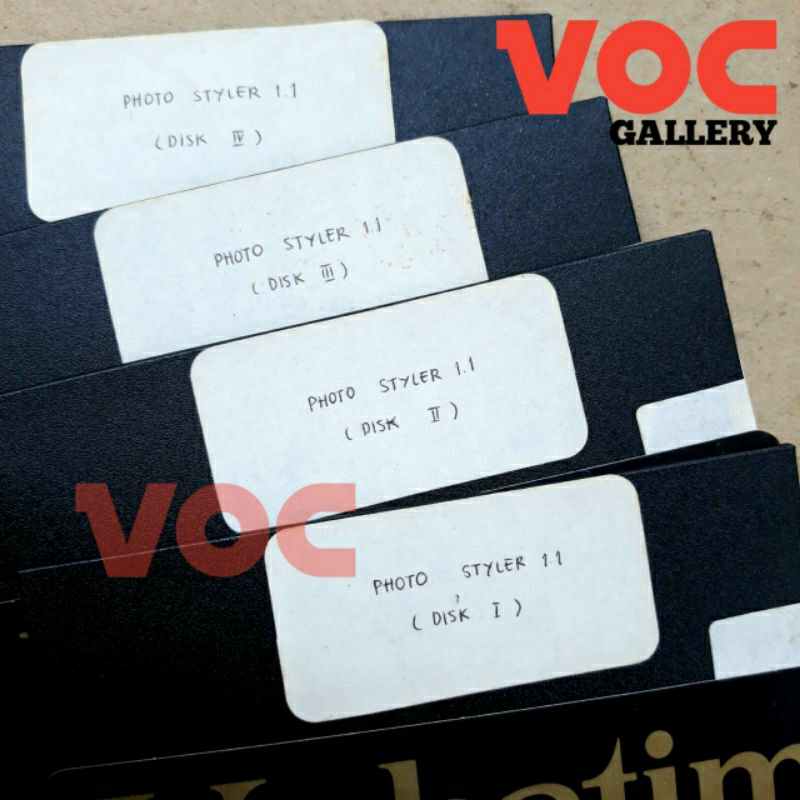 VOC
GALLERY
PHOTO STYLER 1.1
(DISK IV)
PHOTO STYLER 1.1
(DISK III)
PHOTO STYLER 1.1
(DISK II)
VOC
PHOTO STYLER 1.1
(DISK I)